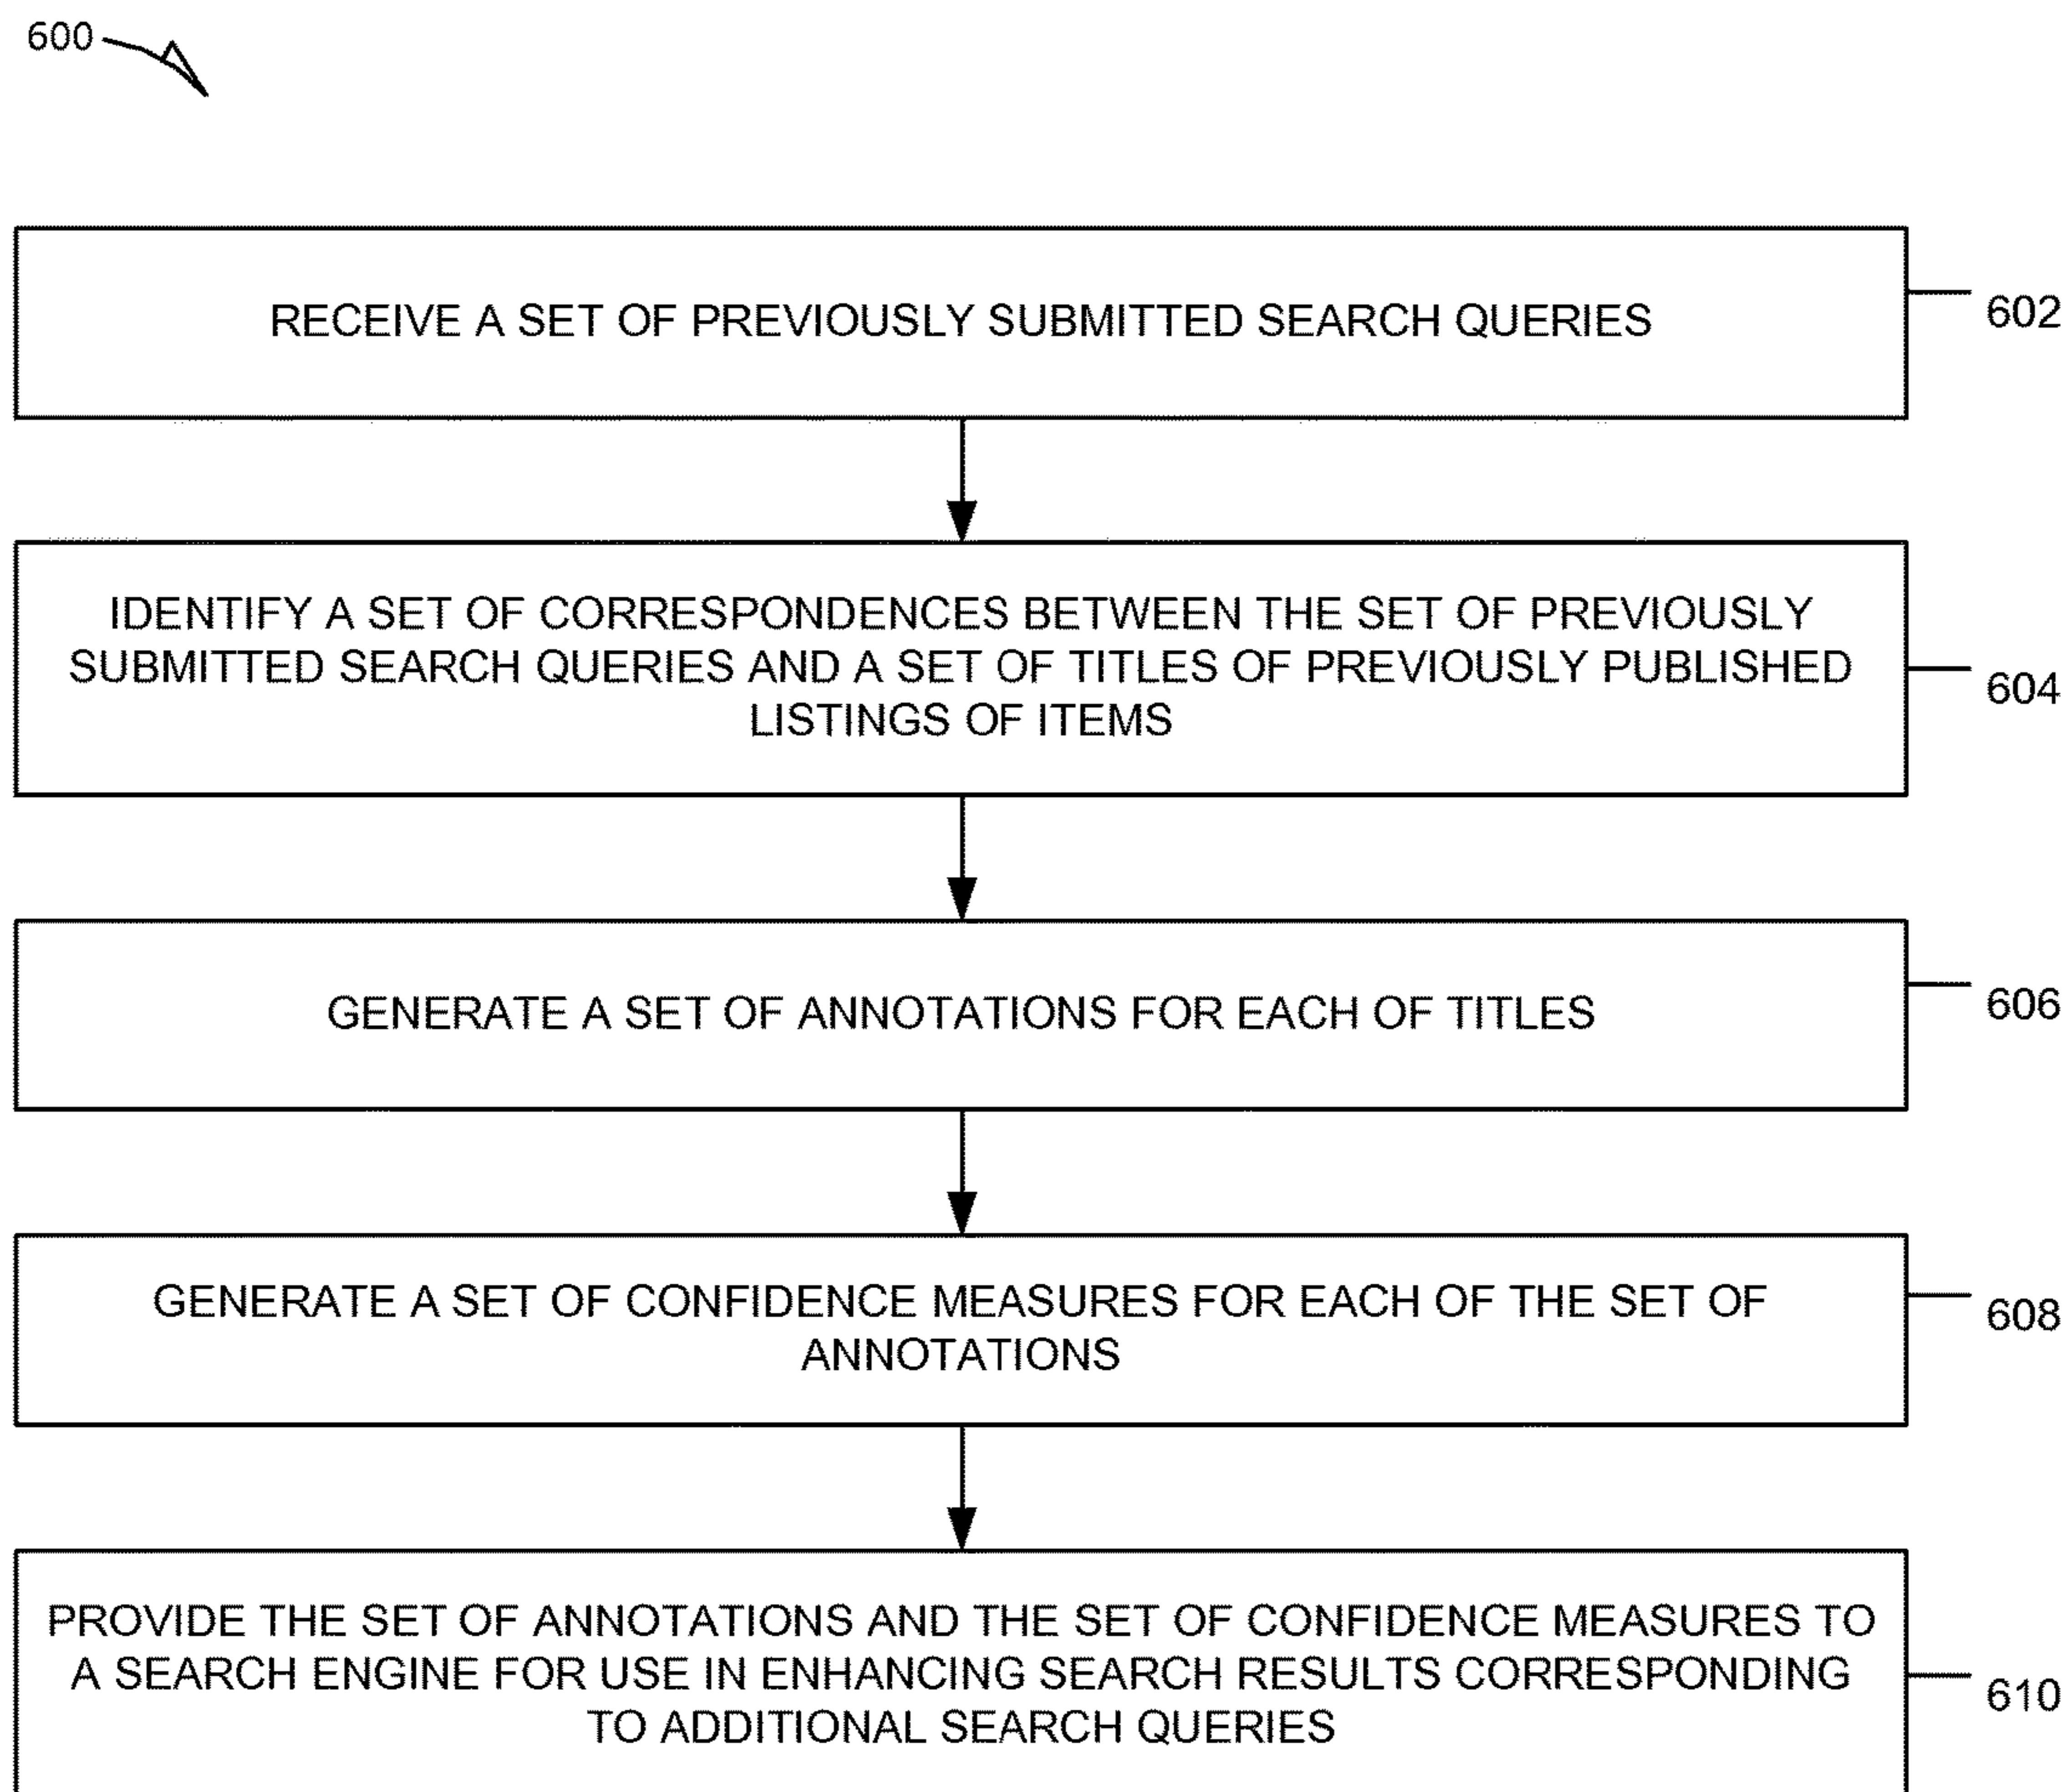 600
RECEIVE A SET OF PREVIOUSLY SUBMITTED SEARCH QUERIES
602
IDENTIFY A SET OF CORRESPONDENCES BETWEEN THE SET OF PREVIOUSLY
SUBMITTED SEARCH QUERIES AND A SET OF TITLES OF PREVIOUSLY PUBLISHED
LISTINGS OF ITEMS
604
GENERATE A SET OF ANNOTATIONS FOR EACH OF TITLES
606
GENERATE A SET OF CONFIDENCE MEASURES FOR EACH OF THE SET OF
ANNOTATIONS
608
PROVIDE THE SET OF ANNOTATIONS AND THE SET OF CONFIDENCE MEASURES TO
A SEARCH ENGINE FOR USE IN ENHANCING SEARCH RESULTS CORRESPONDING
TO ADDITIONAL SEARCH QUERIES
610